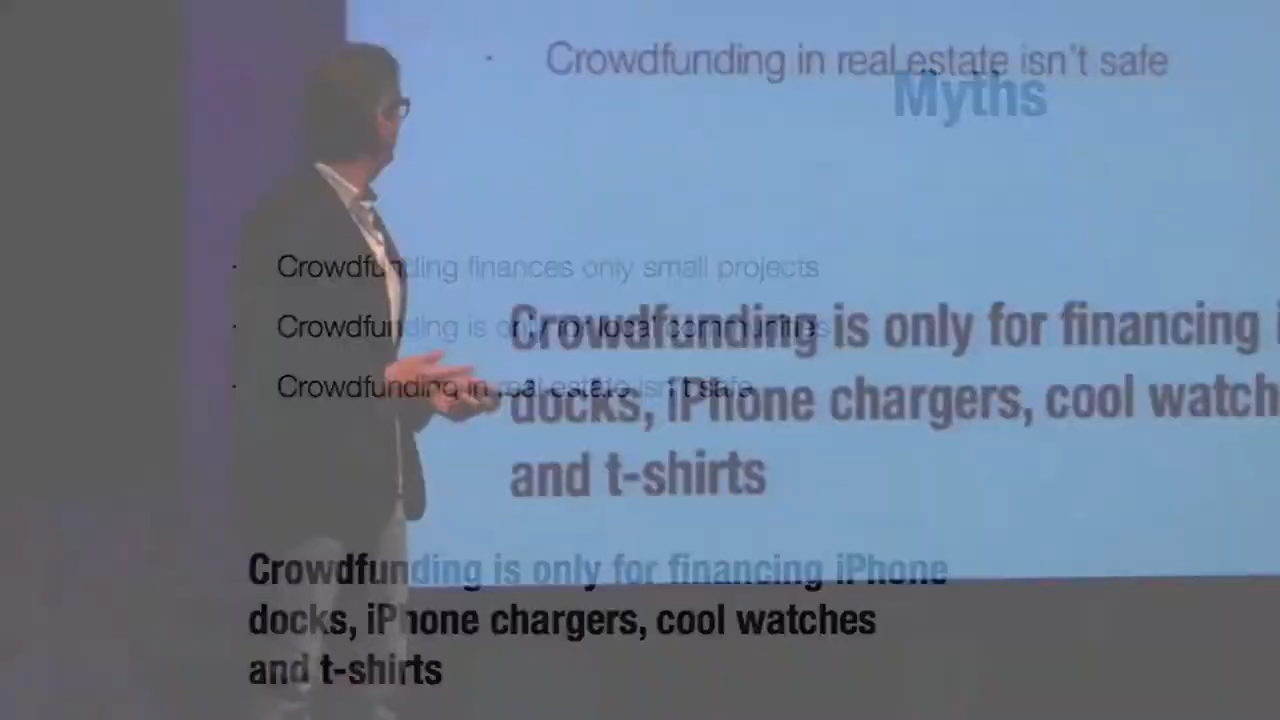 Crowdfunding in real estate isn't safe
Myths
Crowdfunding finances only small projects
Crowdfunding is only for local communities
Crowdfunding in real estate isn't safe
Crowdfunding is only for financing
docks, iPhone chargers, cool watch
and t-shirts
Crowdfunding is only for financing iPhone
docks, iPhone chargers, cool watches
and t-shirts